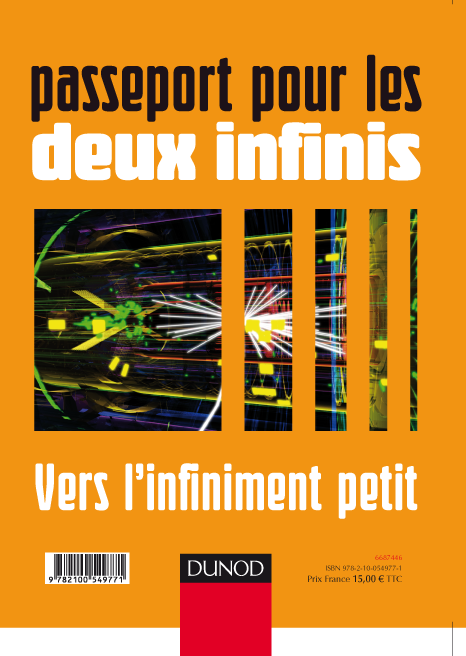 passeport pour les
deux infinis
Vers l'infiniment petit
9 782100 549771
DUNOD
6687446
ISBN 978-2-10-054977-1
Prix France 15,00 € TTC